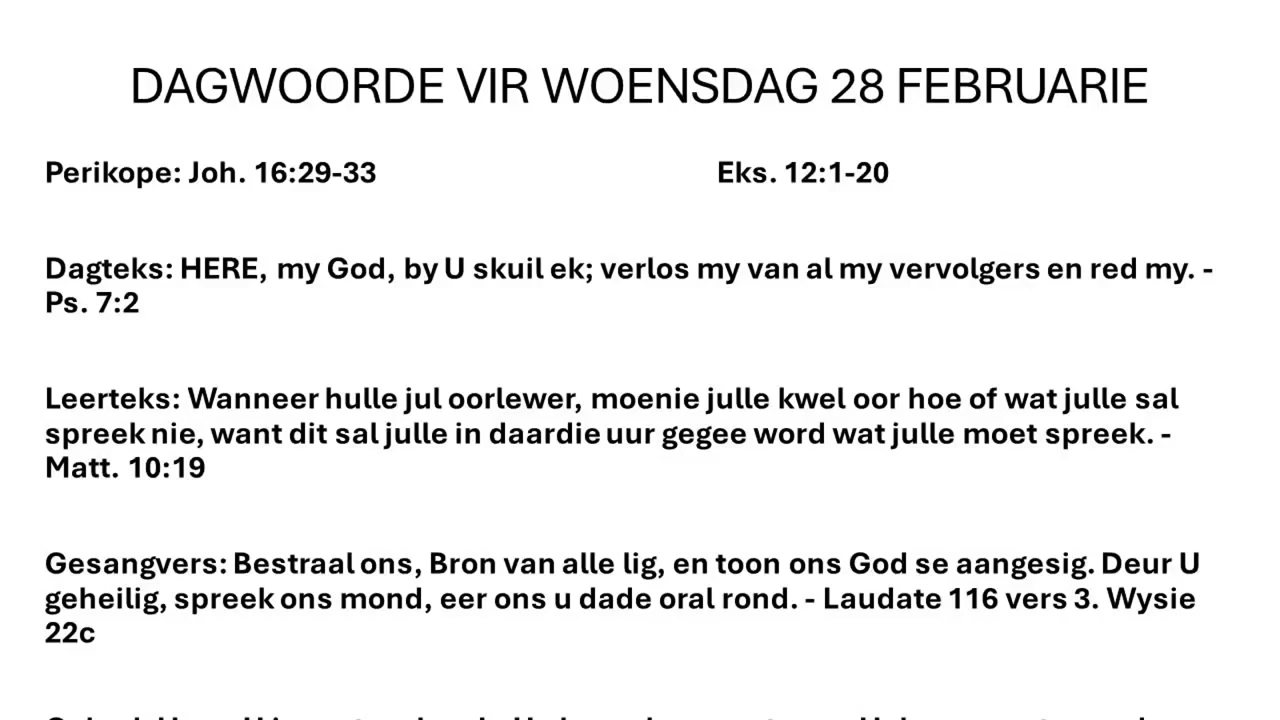 DAGWOORDE VIR WOENSDAG 28 FEBRUARIE
Perikope: Joh. 16:29-33 Eks. 12:1-20
Dagteks: HERE, my God, by U skuil ek; verlos my van al my vervolgers en red my. -
Ps. 7:2
Leerteks: Wanneer hulle jul oorlewer, moenie julle kwel oor hoe of wat julle sal
spreek nie, want dit sal julle in daardie uur gegee word wat julle moet spreek. -
Matt. 10:19
Gesangvers: Bestraal ons, Bron van alle lig, en toon ons God se aangesig. Deur U
geheilig, spreek ons mond, eer ons u dade oral rond. - Laudate 116 vers 3. Wysie
22c